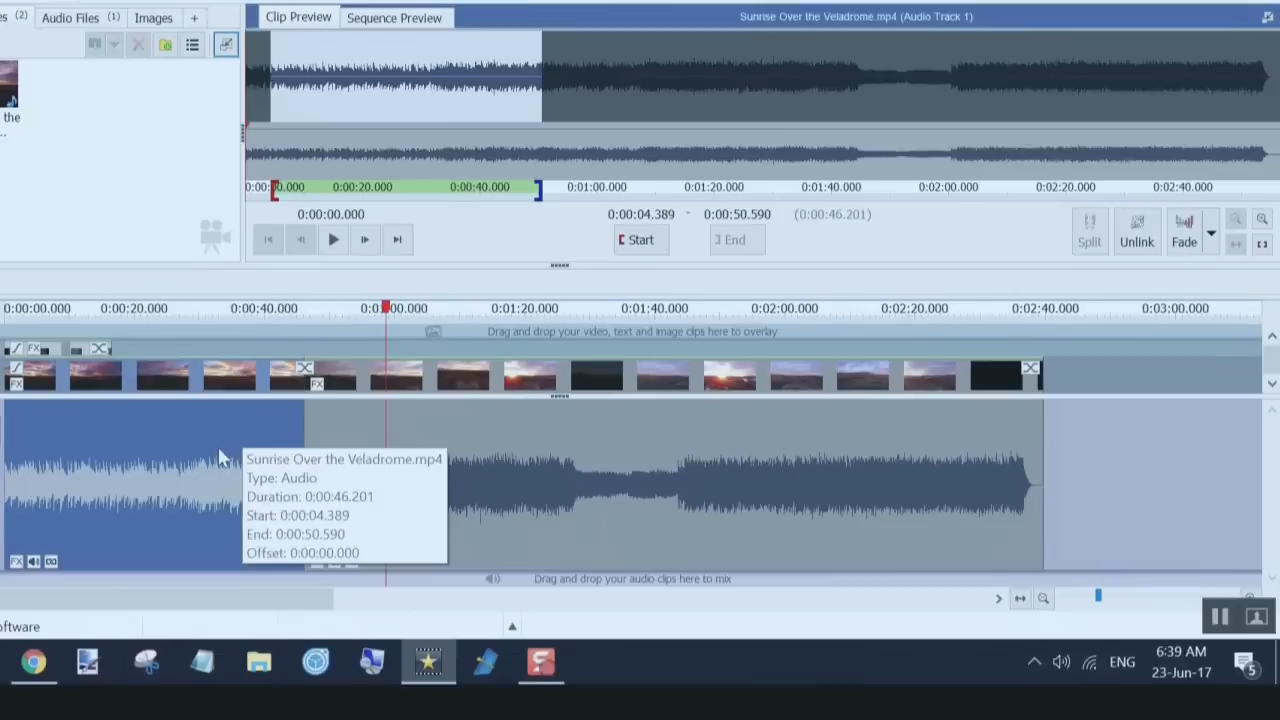 es (2) Audio Files (1) Images +
Clip Preview Sequence Preview Sunrise Over the Veladrome.mp4 (Audio Track 1)
the
...
0:00:20.000 0:00:40.000 0:01:00.000 0:01:20.000 0:01:40.000 0:02:00.000 0:02:20.000 0:02:40.000
0:00:00.000 0:00:04.389 - 0:00:50.590 (0:00:46.201)
Start End Split Unlink Fade
0:00:00.000 0:00:20.000 0:00:40.000 0:01:00.000 0:01:20.000 0:01:40.000 0:02:00.000 0:02:20.000 0:02:40.000 0:03:00.000
Drag and drop your video, text and image clips here to overlay
FX
FX FX
Sunrise Over the Veladrome.mp4
Type: Audio
Duration: 0:00:46.201
Start: 0:00:04.389
End: 0:00:50.590
Offset: 0:00:00.000
FX
Drag and drop your audio clips here to mix
oftware
ENG 6:39 AM
23-Jun-17 5